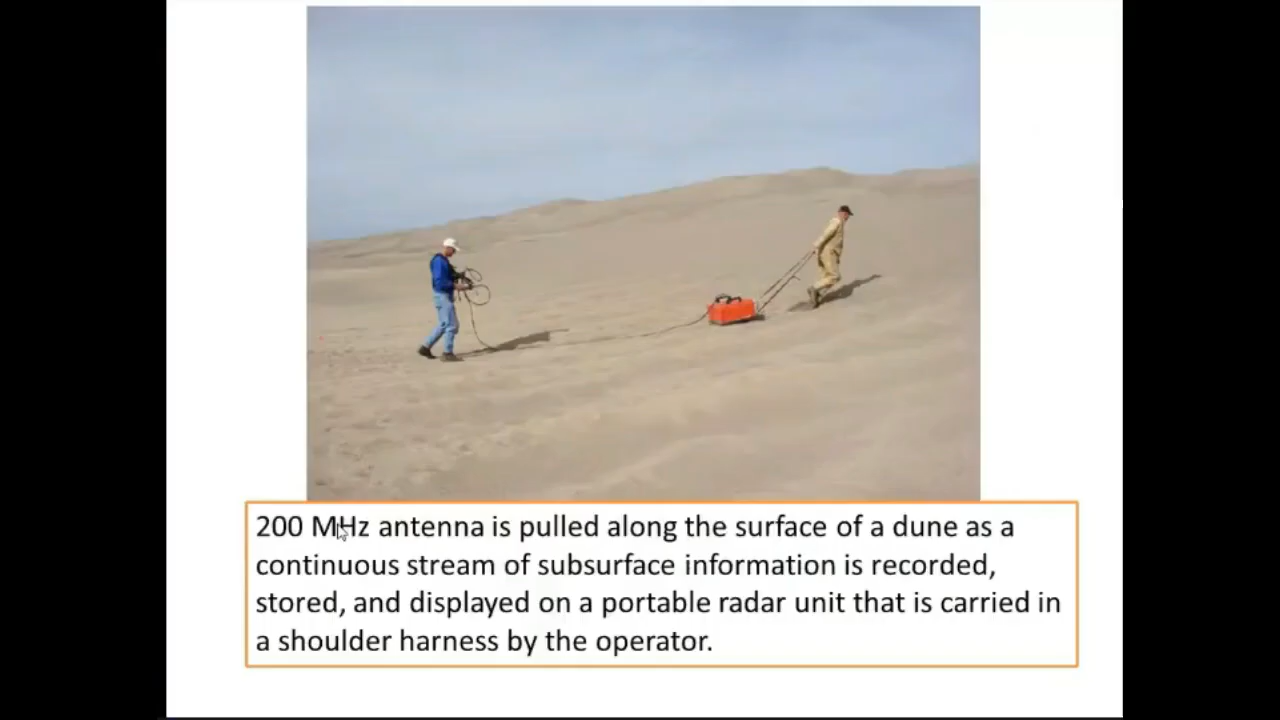 200 MHz antenna is pulled along the surface of a dune as a
continuous stream of subsurface information is recorded,
stored, and displayed on a portable radar unit that is carried in
a shoulder harness by the operator.